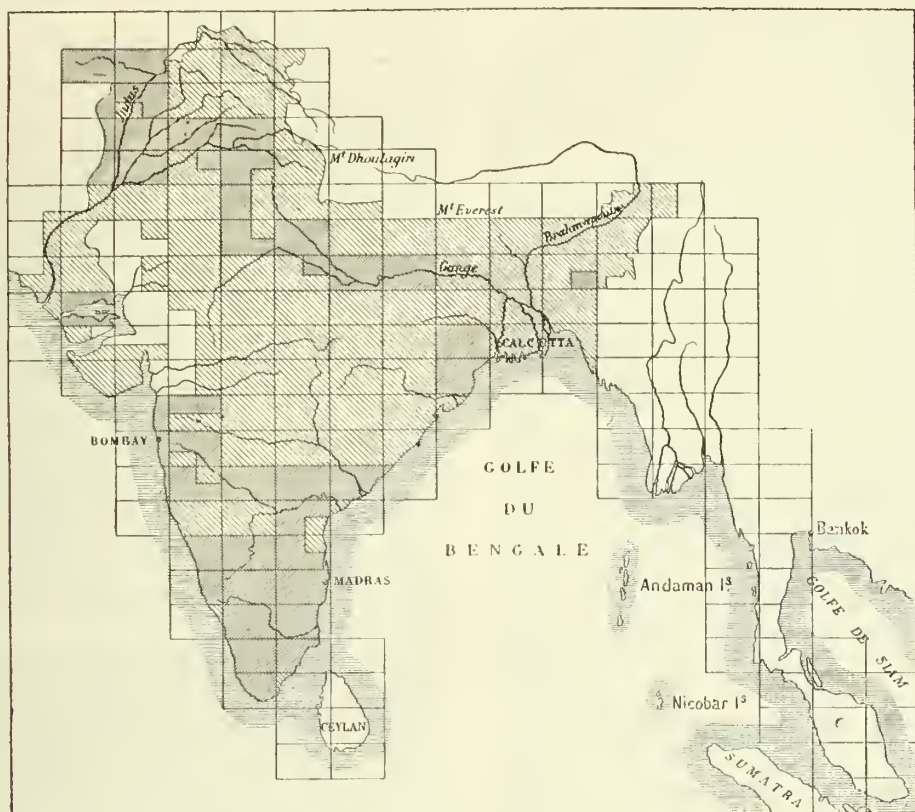 Indus
Mt Dhoulagiri
Mt Everest
Gange
CALCUTTA
BOMBAY
GOLFE
DU
BENGALE
Bankok
MADRAS
Andaman Is.
GOLFE DE SIAM
Nicobar Is
CEYLAN
SUMATRA